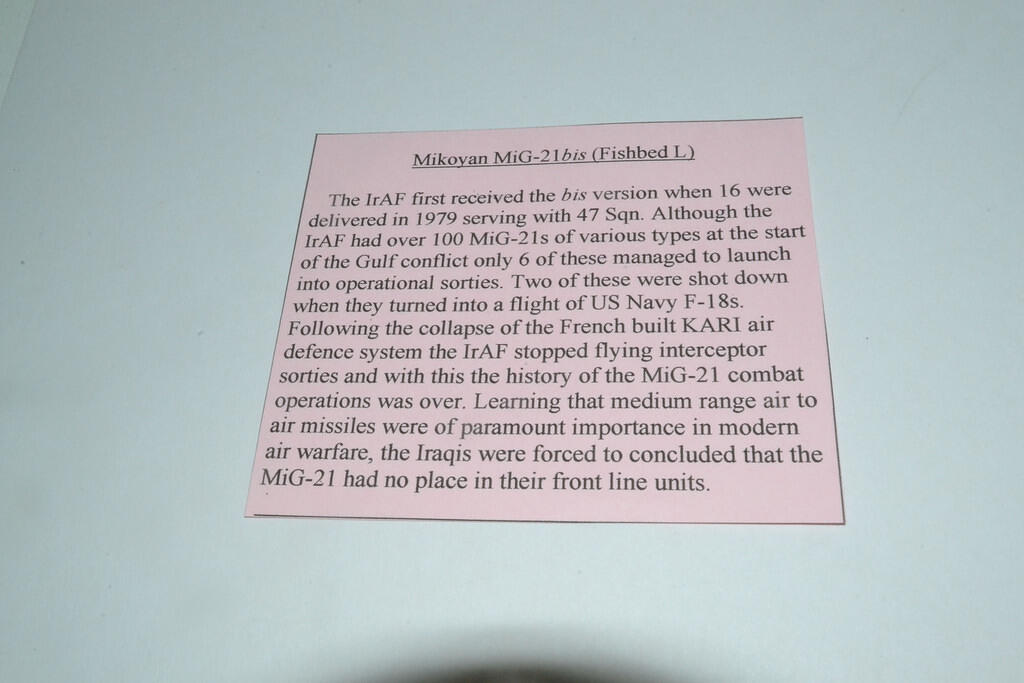 Mikoyan MiG-21bis (Fishbed L)
The IrAF first received the bis version when 16 were
delivered in 1979 serving with 47 Sqn. Although the
IrAF had over 100 MiG-21s of various types at the start
of the Gulf conflict only 6 of these managed to launch
into operational sorties. Two of these were shot down
when they turned into a flight of US Navy F-18s.
Following the collapse of the French built KARI air
defence system the IrAF stopped flying interceptor
sorties and with this the history of the MiG-21 combat
operations was over. Learning that medium range air to
air missiles were of paramount importance in modern
air warfare, the Iraqis were forced to concluded that the
MiG-21 had no place in their front line units.